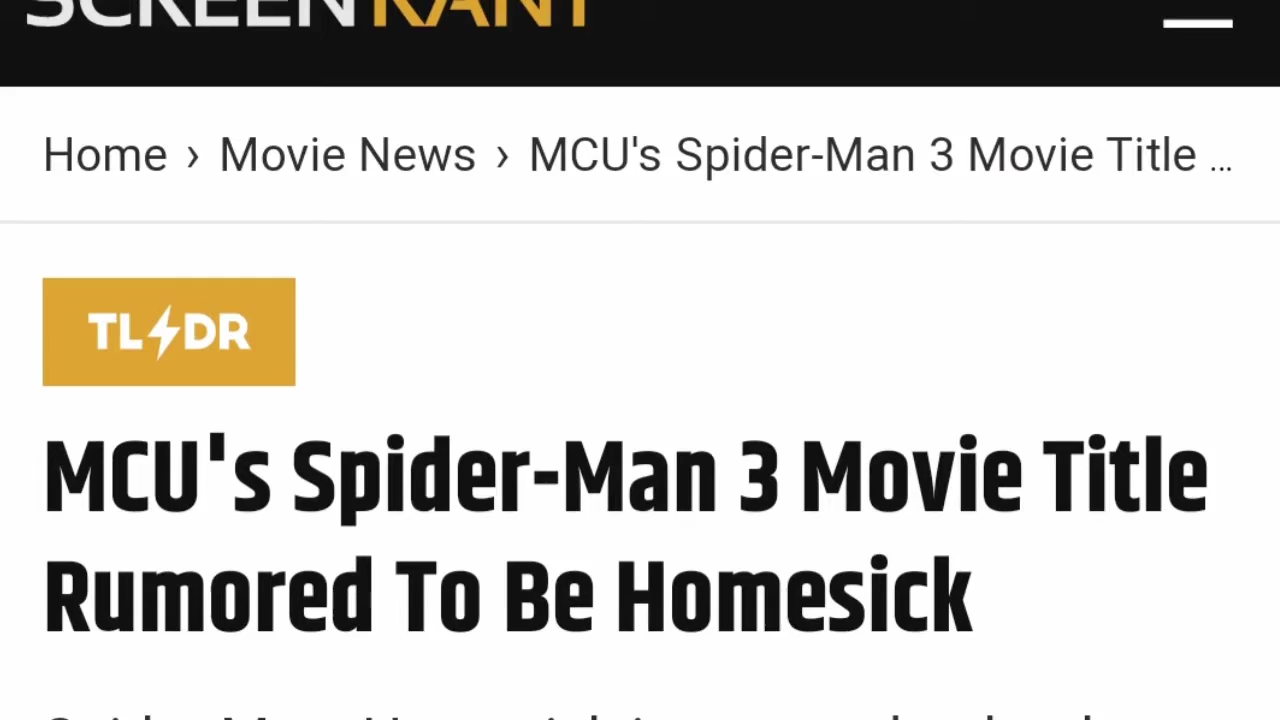 SCREENRANT
Home › Movie News › MCU's Spider-Man 3 Movie Title ...
TL DR
MCU's Spider-Man 3 Movie Title
Rumored To Be Homesick